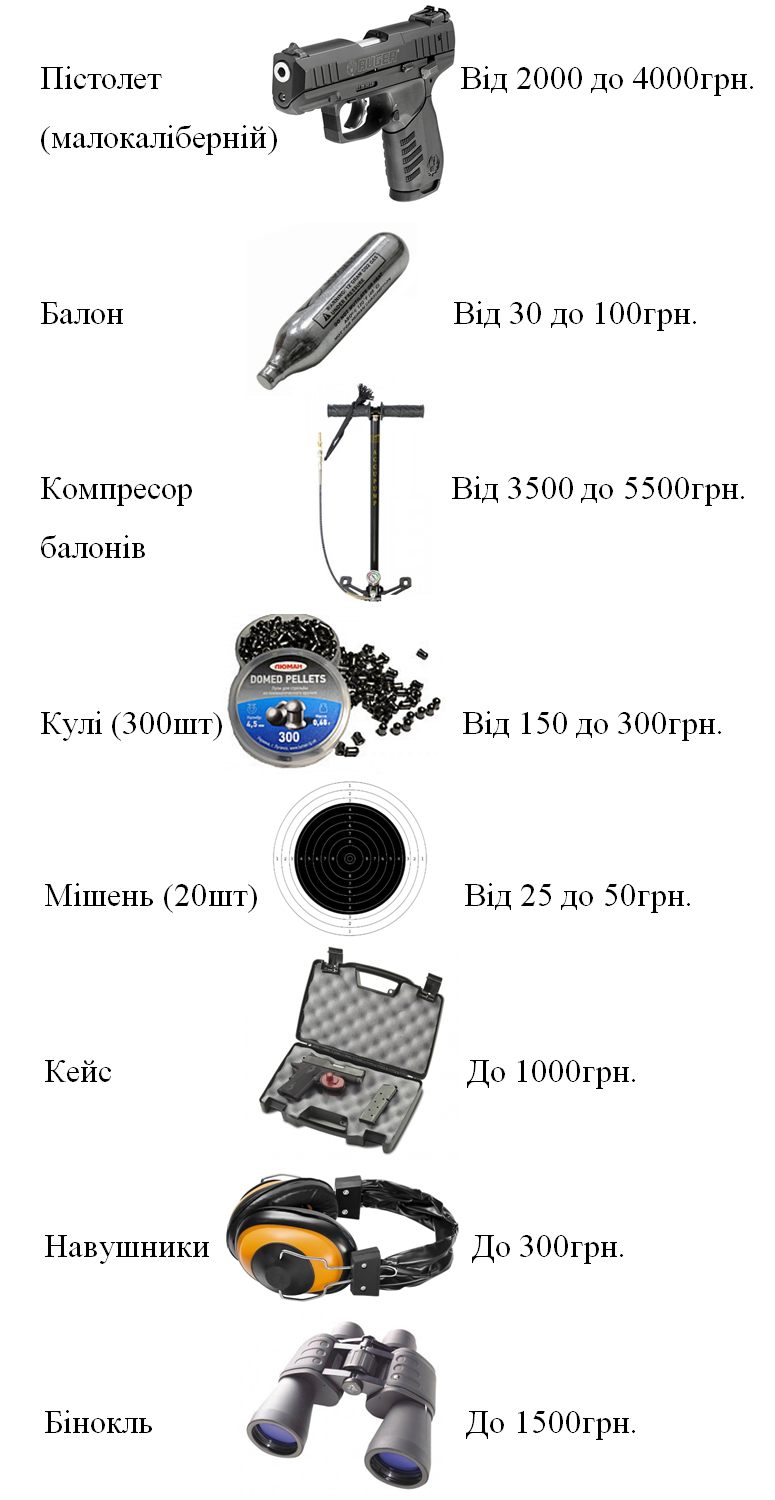 Пістолет
Від 2000 до 4000грн.
(малокаліберній)
RUGER
Балон
Від 30 до 100грн.
Компресор
Від 3500 до 5500грн.
балонів
ACCUPUMP
ЛЮМАН
DOMED PELLETS
4,5
0,68г
300
Кулі (300шт)
Від 150 до 300грн.
Мішень (20шт)
Від 25 до 50грн.
Кейс
До 1000грн.
Навушники
До 300грн.
Бінокль
До 1500грн.